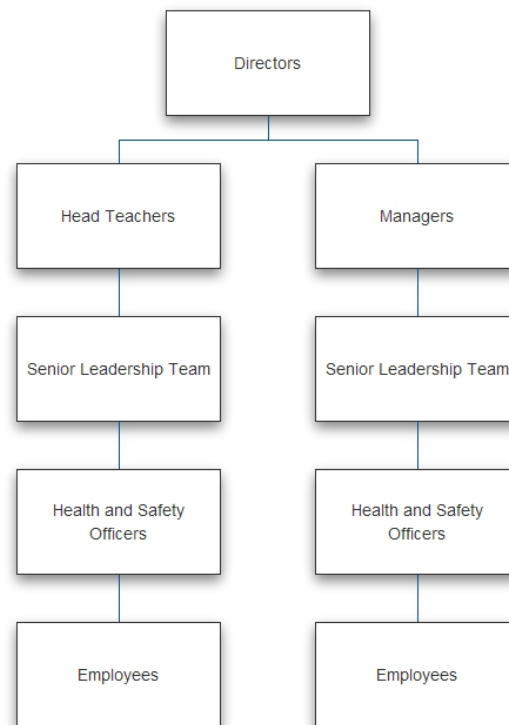 Directors
Head Teachers
Managers
Senior Leadership Team
Senior Leadership Team
Health and Safety
Officers
Health and Safety
Officers
Employees
Employees